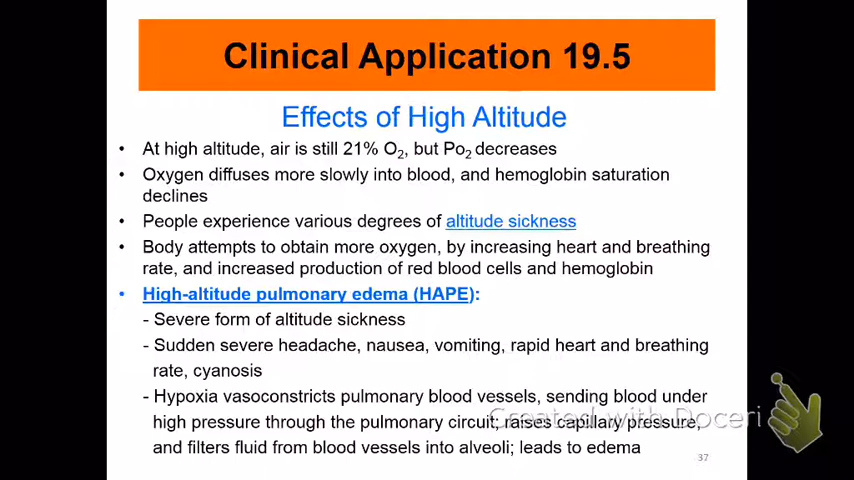 Clinical Application 19.5
Effects of High Altitude
• At high altitude, air is still 21% O2, but Po2 decreases
• Oxygen diffuses more slowly into blood, and hemoglobin saturation
declines
• People experience various degrees of altitude sickness
• Body attempts to obtain more oxygen, by increasing heart and breathing
rate, and increased production of red blood cells and hemoglobin
• High-altitude pulmonary edema (HAPE):
- Severe form of altitude sickness
- Sudden severe headache, nausea, vomiting, rapid heart and breathing
rate, cyanosis
- Hypoxia vasoconstricts pulmonary blood vessels, sending blood under
high pressure through the pulmonary circuit; raises capillary pressure,
and filters fluid from blood vessels into alveoli; leads to edema
Created with Doceri
37